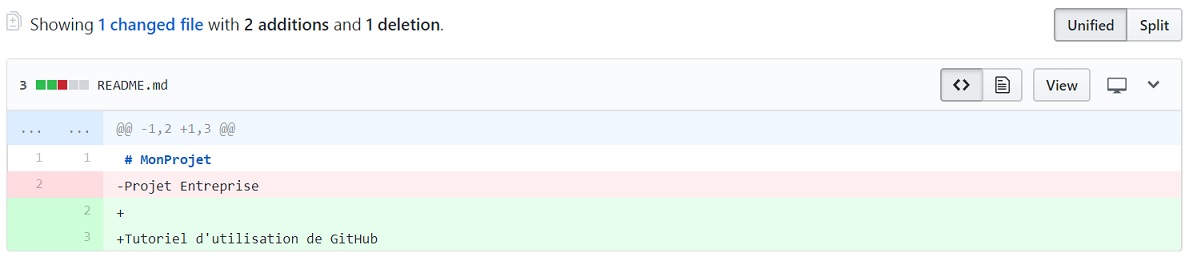 Showing 1 changed file with 2 additions and 1 deletion.
Unified Split
3 README.md
<> View
... ... @@ -1,2 +1,3 @@
1 1 # MonProjet
2 -Projet Entreprise
2 +
3 +Tutoriel d'utilisation de GitHub